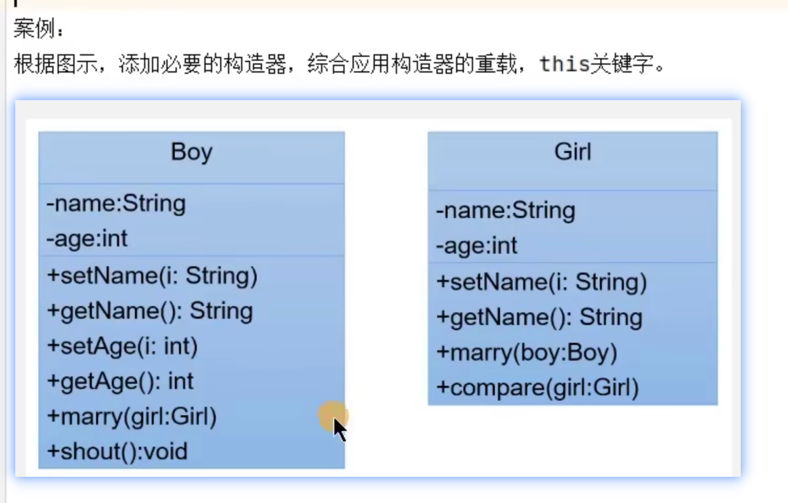 案例：
根据图示，添加必要的构造器，综合应用构造器的重载，this关键字。
Boy
-name:String
-age:int
+setName(i: String)
+getName(): String
+setAge(i: int)
+getAge(): int
+marry(girl:Girl)
+shout():void
Girl
-name:String
-age:int
+setName(i: String)
+getName(): String
+marry(boy:Boy)
+compare(girl:Girl)